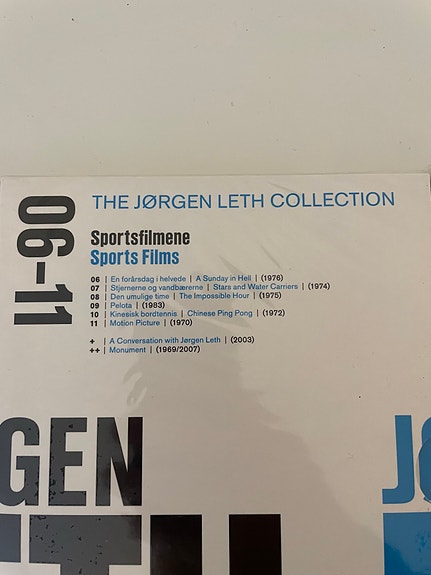 THE JØRGEN LETH COLLECTION
06–11
Sportsfilmene
Sports Films
06 | En forårsdag i helvede | A Sunday in Hell | (1976)
07 | Stjernerne og vandbærerne | Stars and Water Carriers | (1974)
08 | Den umulige time | The Impossible Hour | (1975)
09 | Pelota | (1983)
10 | Kinesisk bordtennis | Chinese Ping Pong | (1972)
11 | Motion Picture | (1970)
+ | A Conversation with Jørgen Leth | (2003)
++ | Monument | (1969/2007)
GEN
JØ